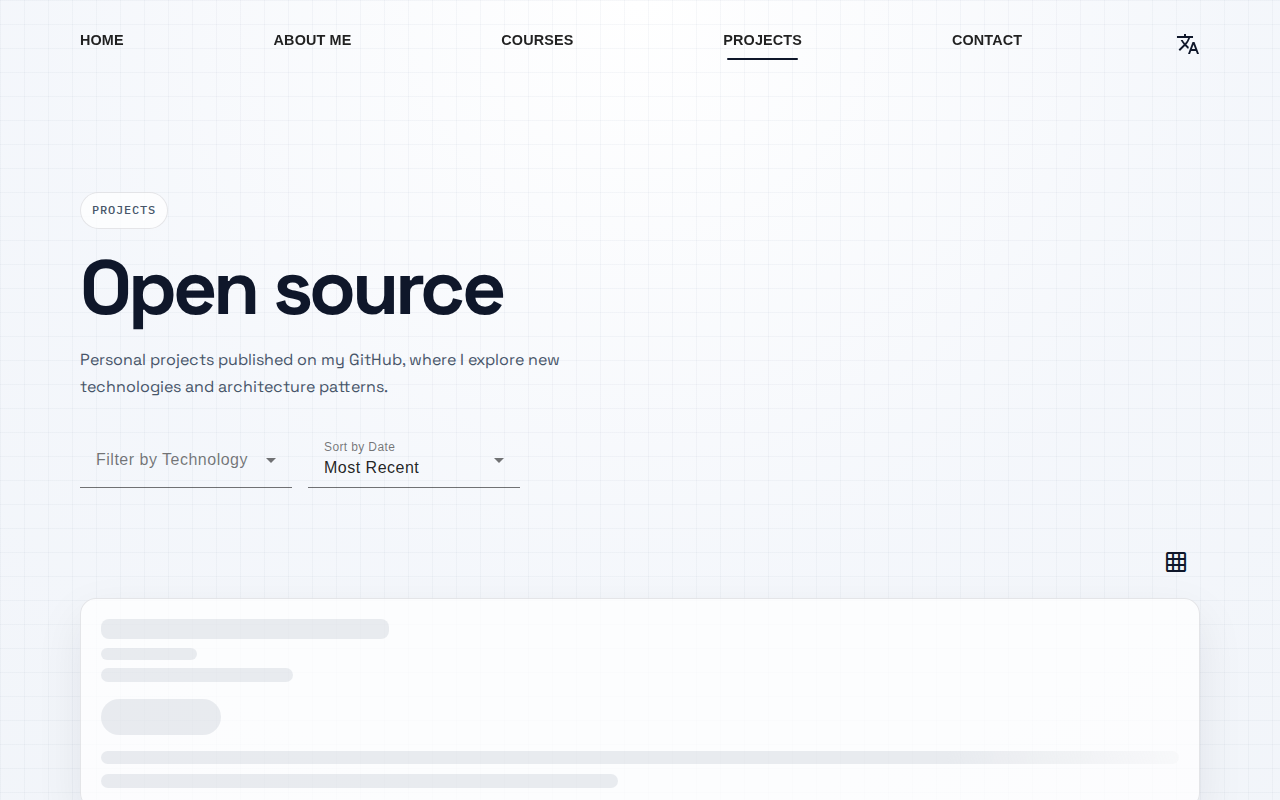 HOME
ABOUT ME
COURSES
PROJECTS
CONTACT
PROJECTS
Open source
Personal projects published on my GitHub, where I explore new
technologies and architecture patterns.
Filter by Technology
Sort by Date
Most Recent